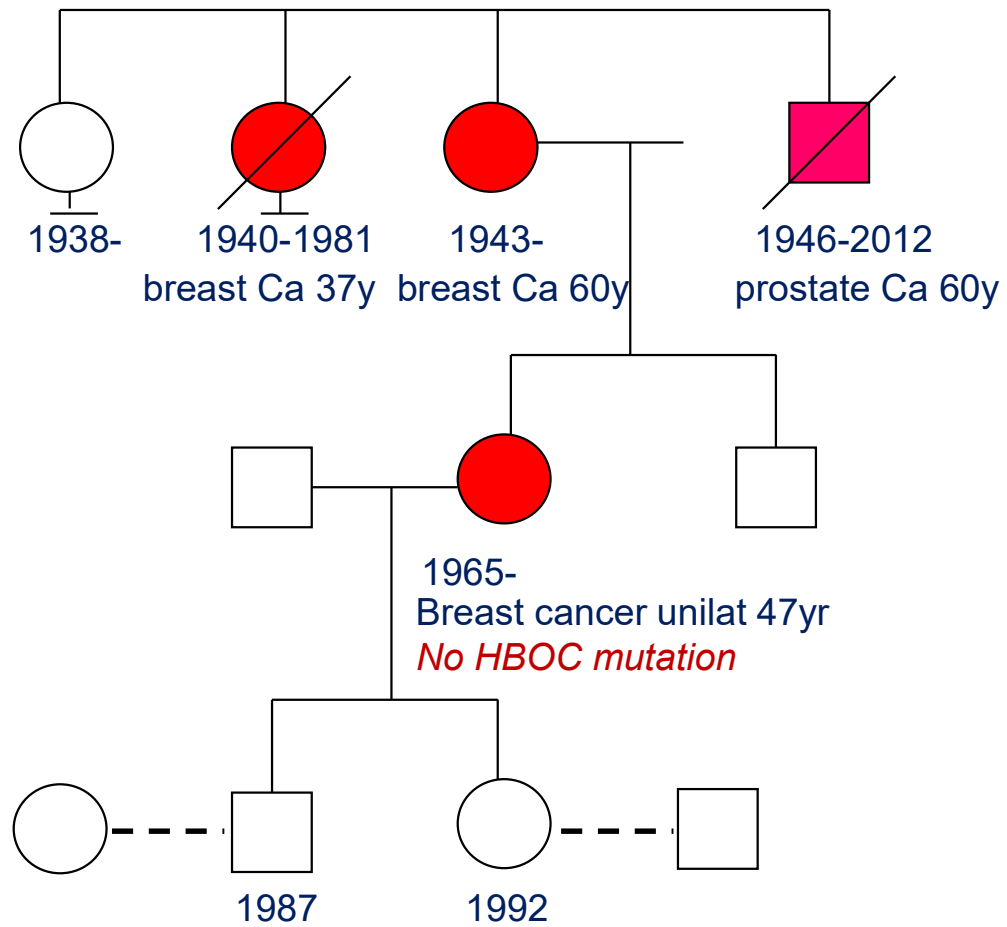 1938-
1940-1981
1943-
1946-2012
breast Ca 37y
breast Ca 60y
prostate Ca 60y
1965-
Breast cancer unilat 47yr
No HBOC mutation
1987
1992